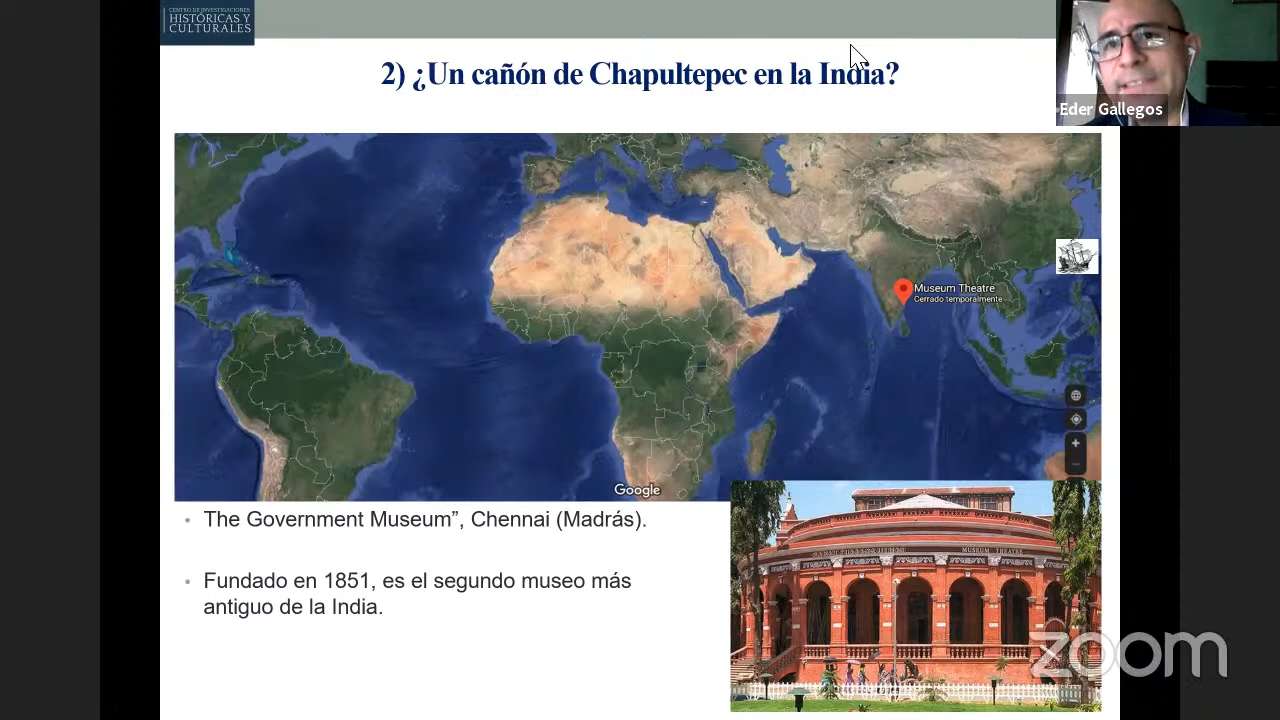 CENTRO DE INVESTIGACIONES
HISTÓRICAS Y
CULTURALES
2) ¿Un cañón de Chapultepec en la India?
Eder Gallegos
Museum Theatre
Cerrado temporalmente
Google
The Government Museum”, Chennai (Madrás).
Fundado en 1851, es el segundo museo más
antiguo de la India.
MUSEUM THEATRE
zoom